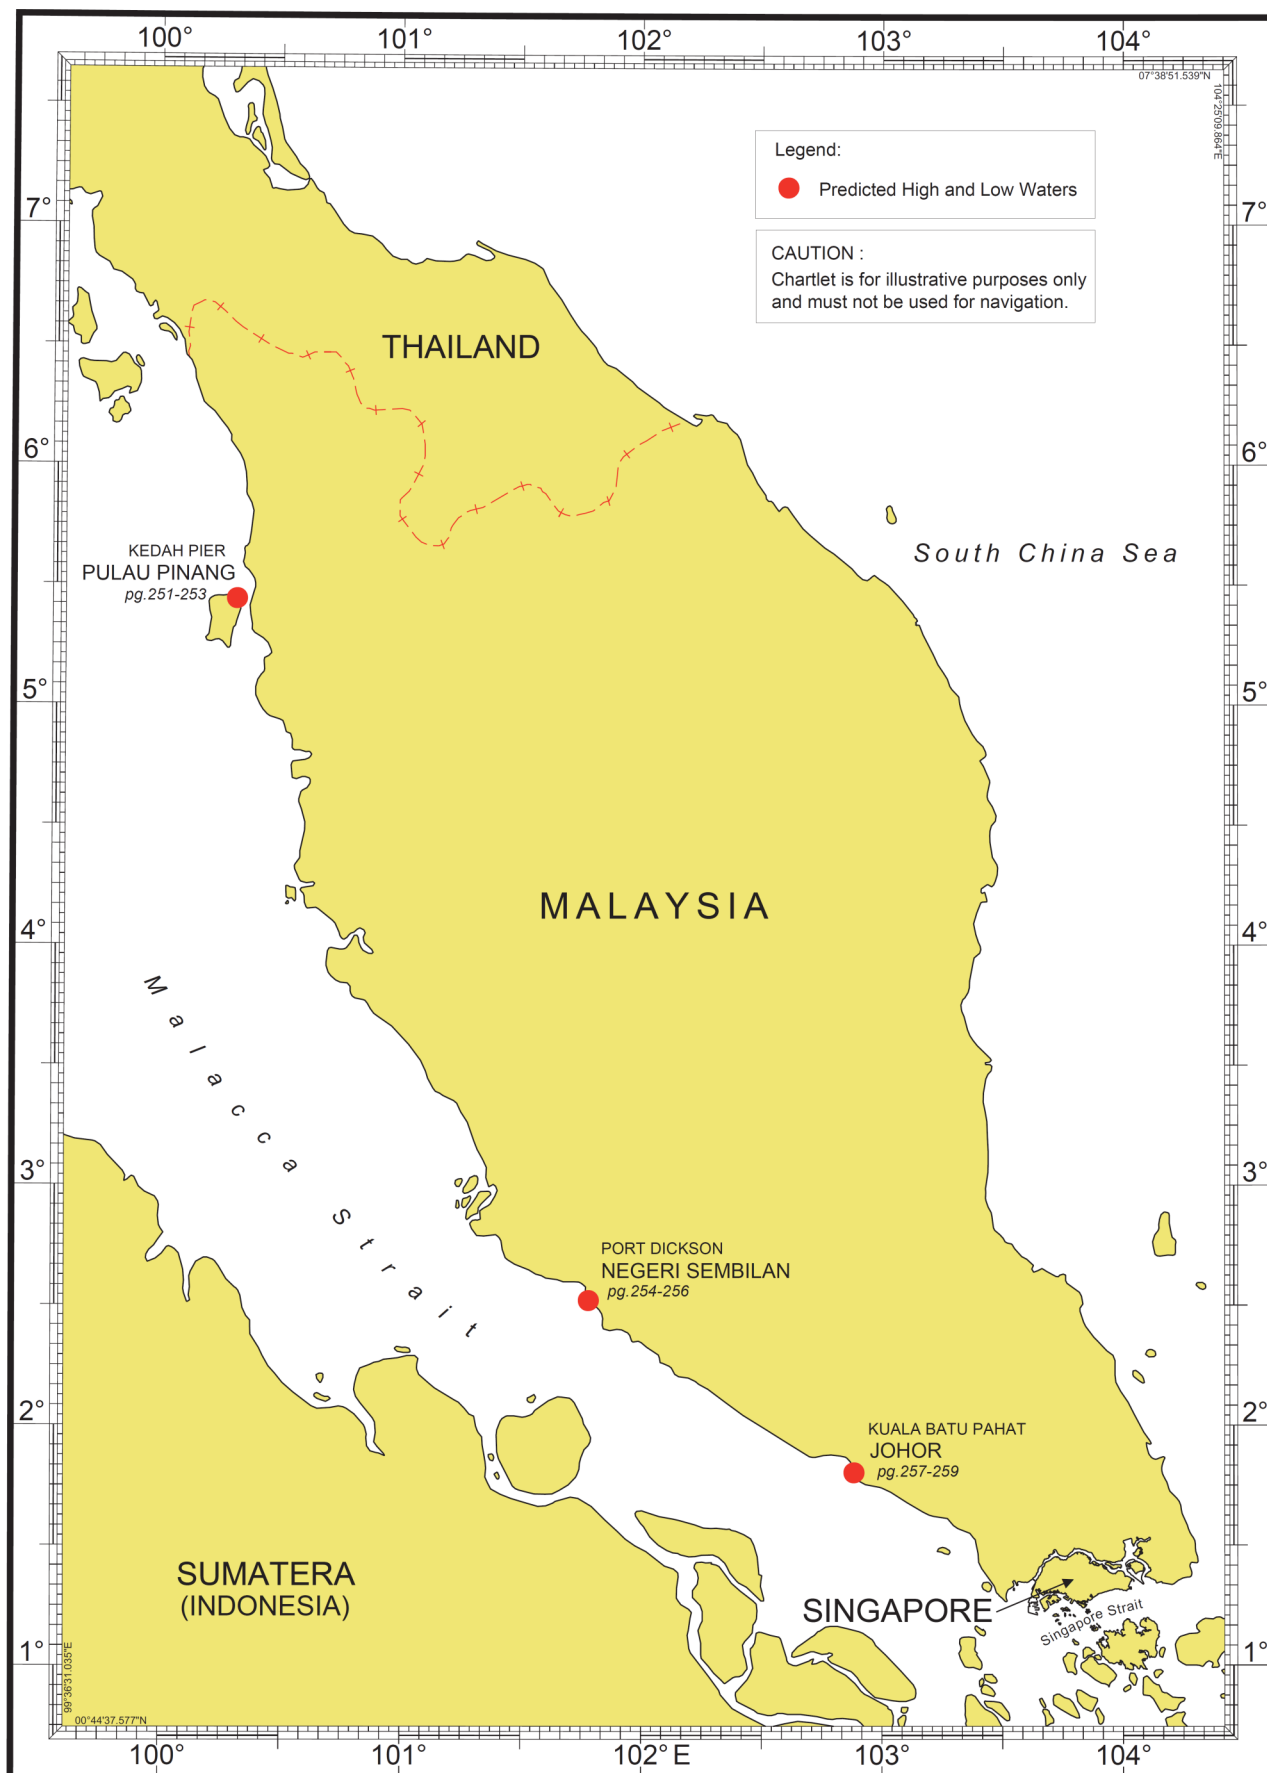 100°
101°
102°
103°
104°
07°38'51.539"N
104°25'09.864"E
Legend:
Predicted High and Low Waters
7°
7°
CAUTION :
Chartlet is for illustrative purposes only
and must not be used for navigation.
THAILAND
6°
6°
South China Sea
KEDAH PIER
PULAU PINANG
pg.251-253
5°
5°
MALAYSIA
4°
4°
Malacca Strait
3°
3°
PORT DICKSON
NEGERI SEMBILAN
pg.254-256
2°
2°
KUALA BATU PAHAT
JOHOR
pg.257-259
SUMATERA
(INDONESIA)
SINGAPORE
Singapore Strait
1°
1°
99°36'31.035"E
00°44'37.577"N
100°
101°
102° E
103°
104°